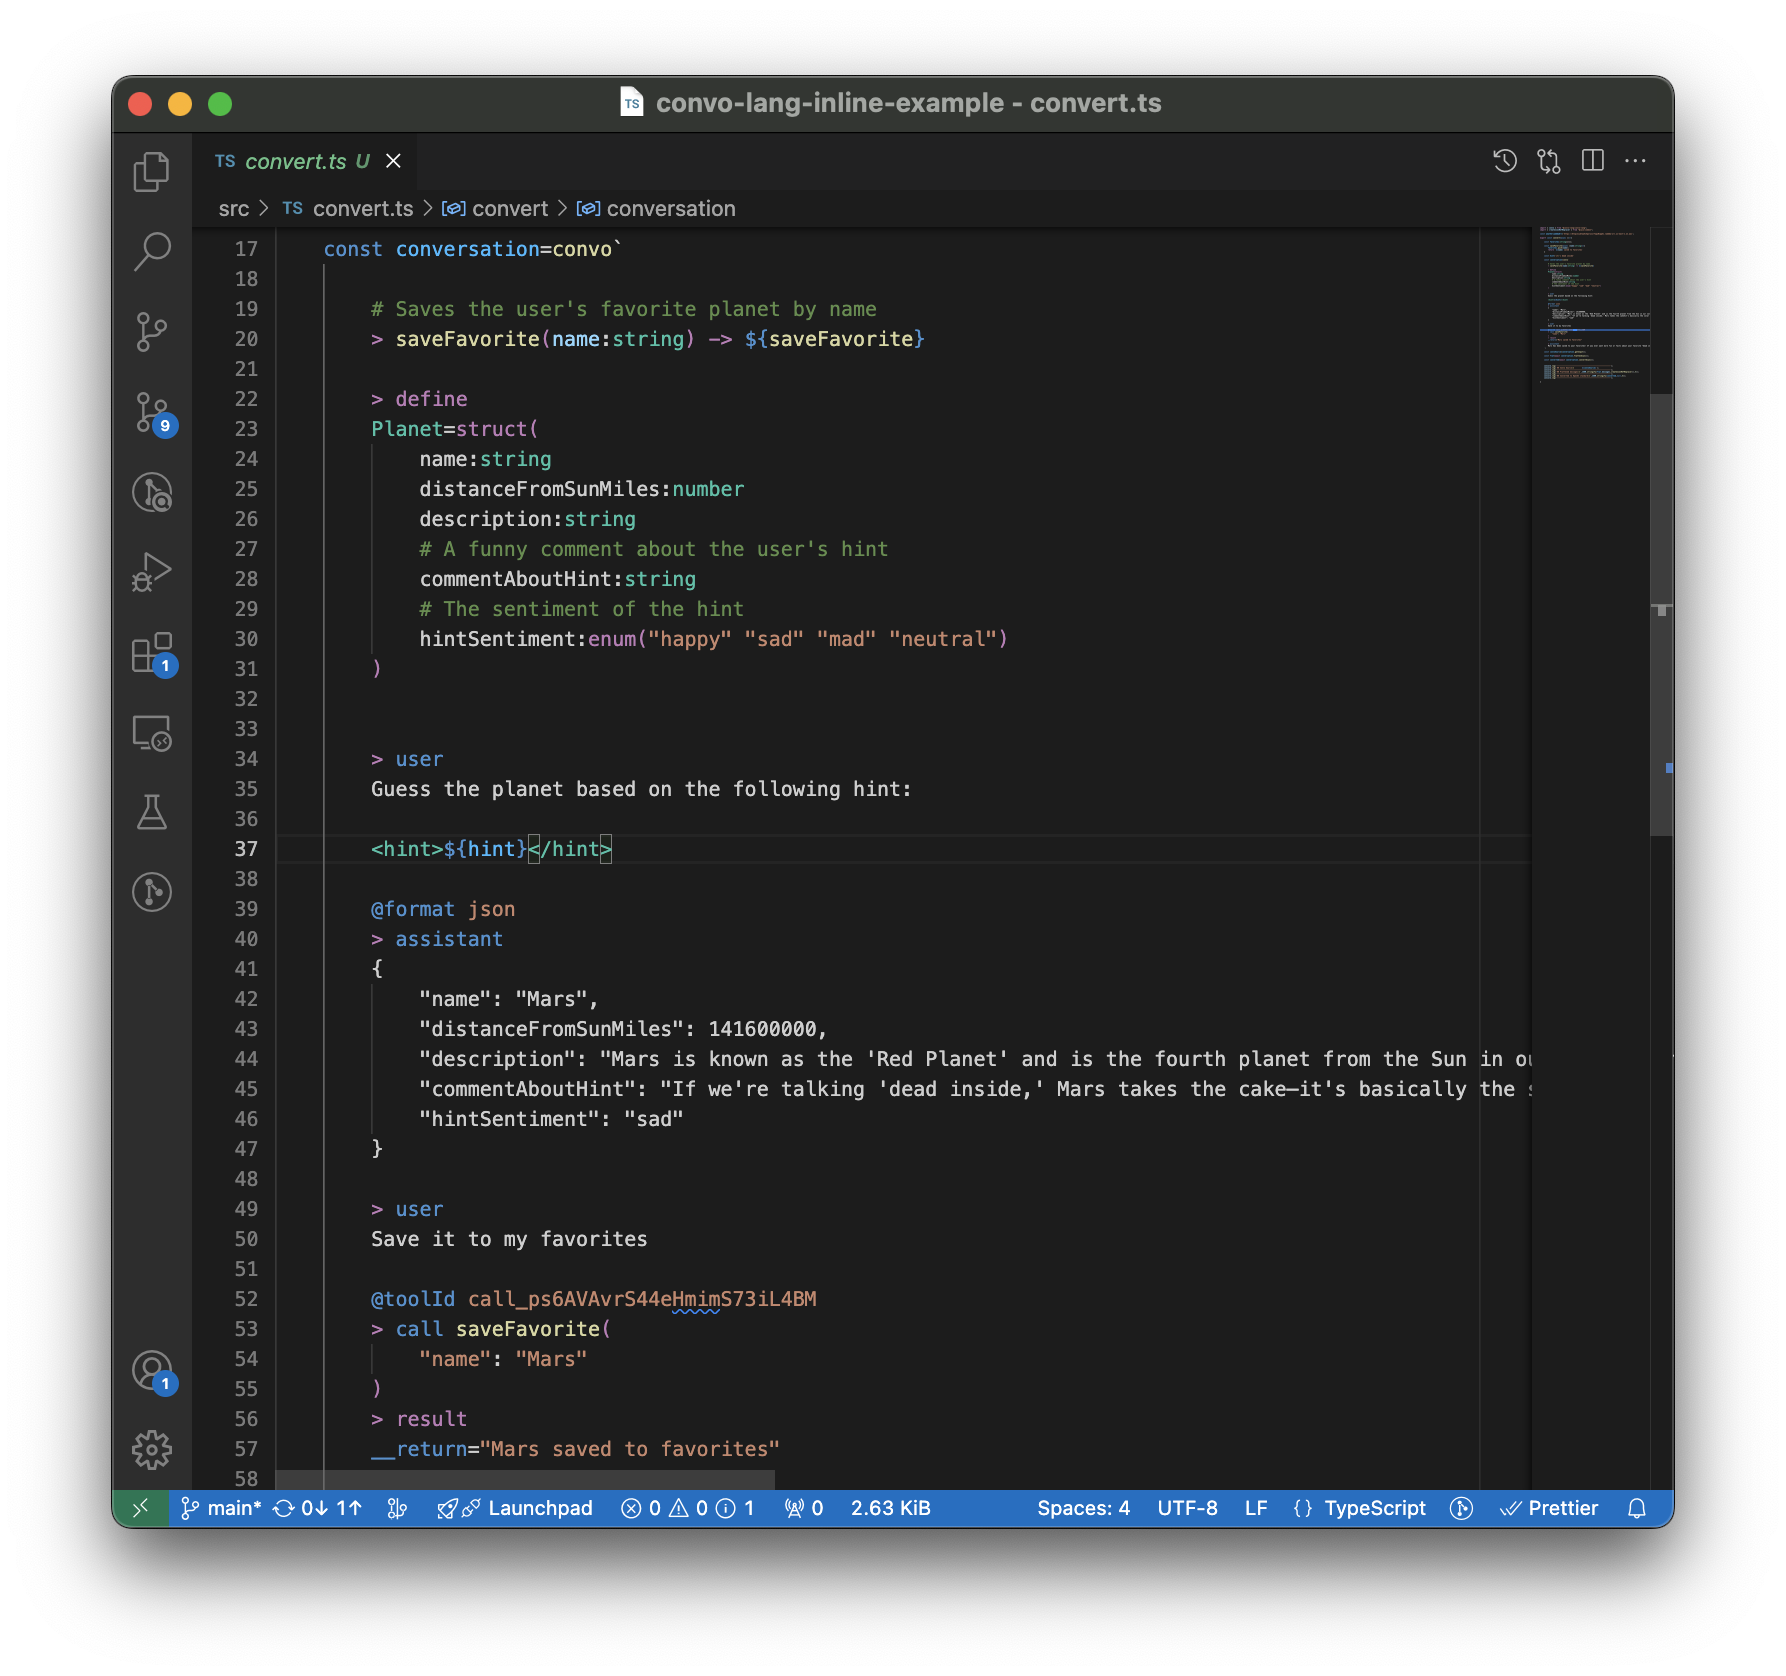 TS convo-lang-inline-example - convert.ts
TS convert.ts U
src > TS convert.ts > convert > conversation
17 const conversation=convo`
18
19 # Saves the user's favorite planet by name
20 > saveFavorite(name:string) -> ${saveFavorite}
21
22 > define
23 Planet=struct(
24 name:string
25 distanceFromSunMiles:number
26 description:string
27 # A funny comment about the user's hint
28 commentAboutHint:string
29 # The sentiment of the hint
30 hintSentiment:enum("happy" "sad" "mad" "neutral")
31 )
32
33
34 > user
35 Guess the planet based on the following hint:
36
37 <hint>${hint}</hint>
38
39 @format json
40 > assistant
41 {
42 "name": "Mars",
43 "distanceFromSunMiles": 141600000,
44 "description": "Mars is known as the 'Red Planet' and is the fourth planet from the Sun in
45 "commentAboutHint": "If we're talking 'dead inside,' Mars takes the cake—it's basically the
46 "hintSentiment": "sad"
47 }
48
49 > user
50 Save it to my favorites
51
52 @toolId call_ps6AVAvrS44eHmimS73iL4BM
53 > call saveFavorite(
54 "name": "Mars"
55 )
56 > result
57 __return="Mars saved to favorites"
58
9
1
1
main* 0↓ 1↑ Launchpad 0 0 1 0 2.63 KiB Spaces: 4 UTF-8 LF {} TypeScript Prettier